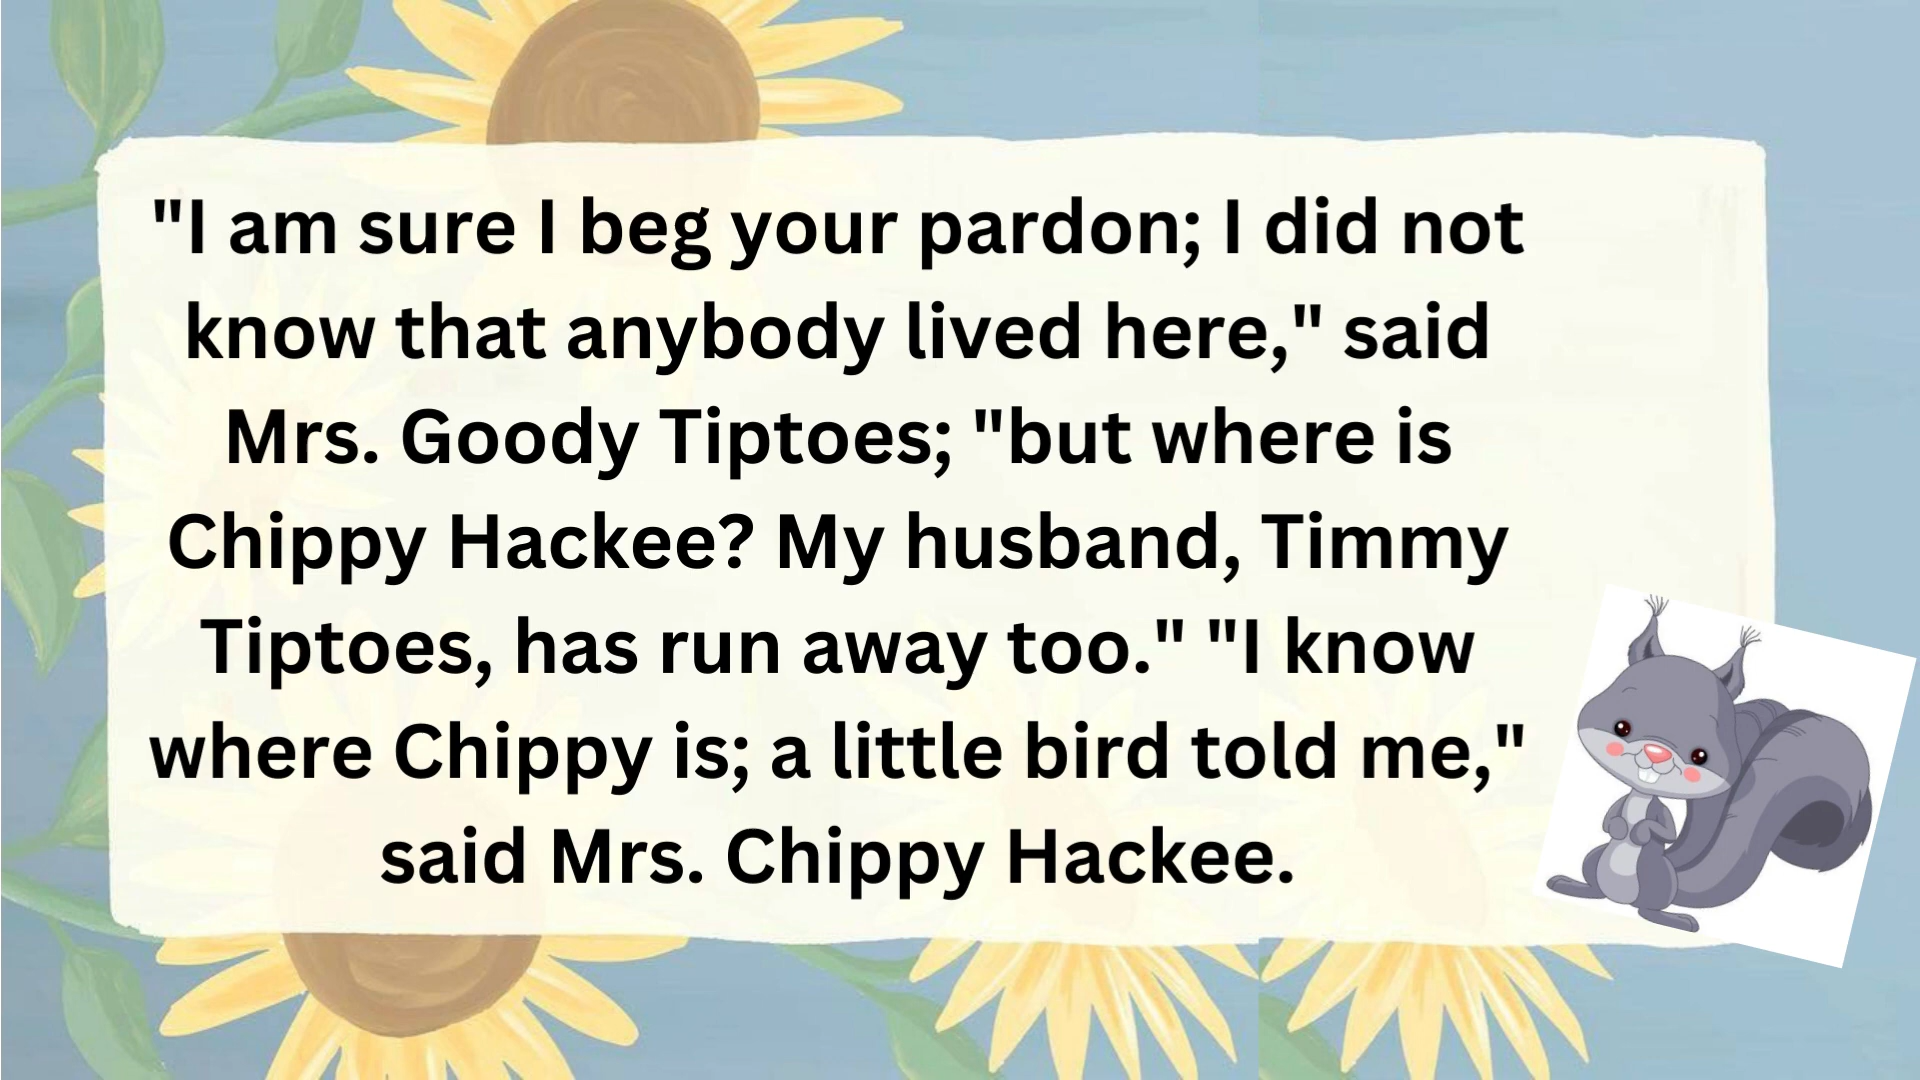 "I am sure I beg your pardon; I did not
know that anybody lived here," said
Mrs. Goody Tiptoes; "but where is
Chippy Hackee? My husband, Timmy
Tiptoes, has run away too." "I know
where Chippy is; a little bird told me,"
said Mrs. Chippy Hackee.